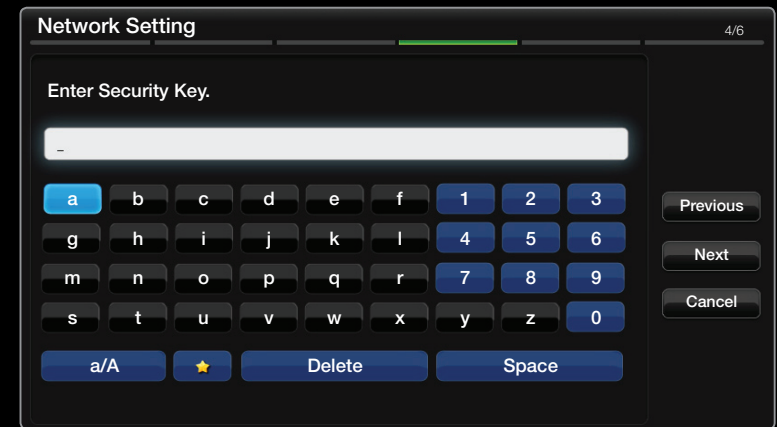 Network Setting
4/6
Enter Security Key.
_
a b c d e f 1 2 3
Previous
g h i j k l 4 5 6
Next
m n o p q r 7 8 9
Cancel
s t u v w x y z 0
a/A Delete Space